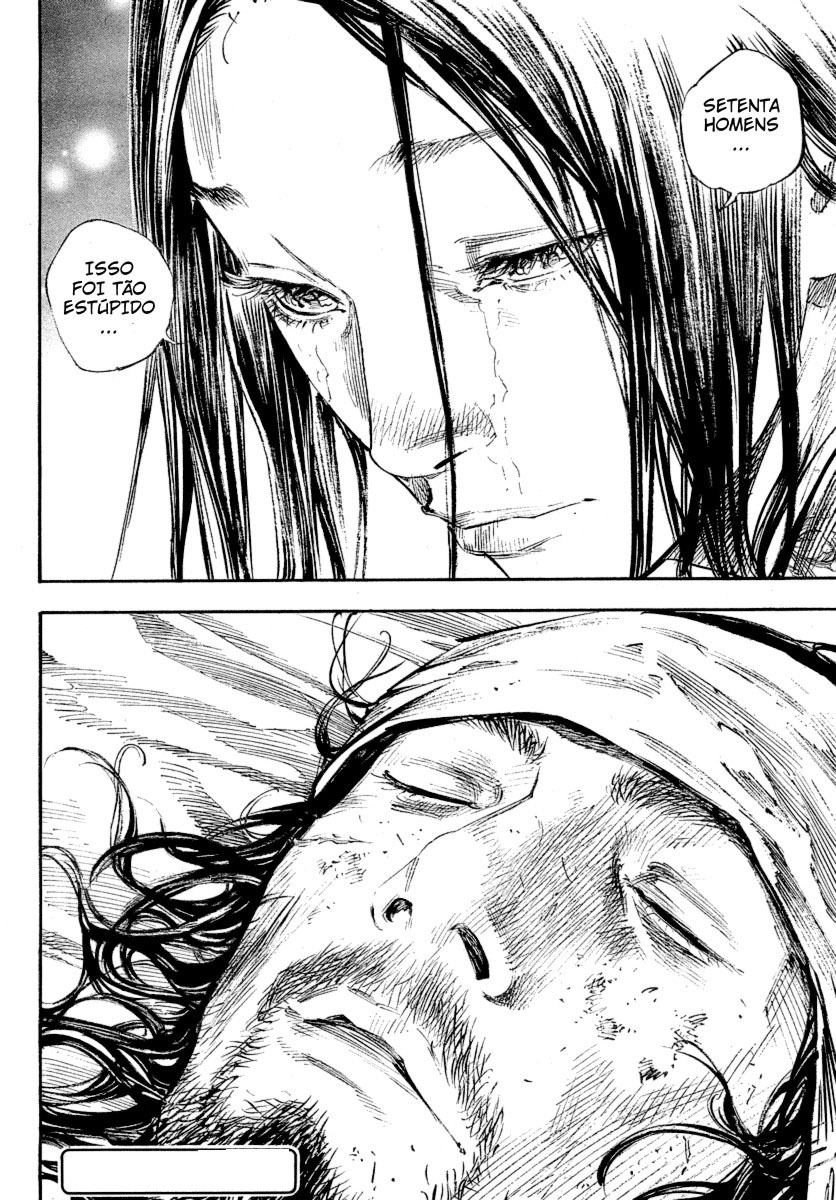 SETENTA
HOMENS
...
ISSO
FOI TÃO
ESTÚPIDO
...